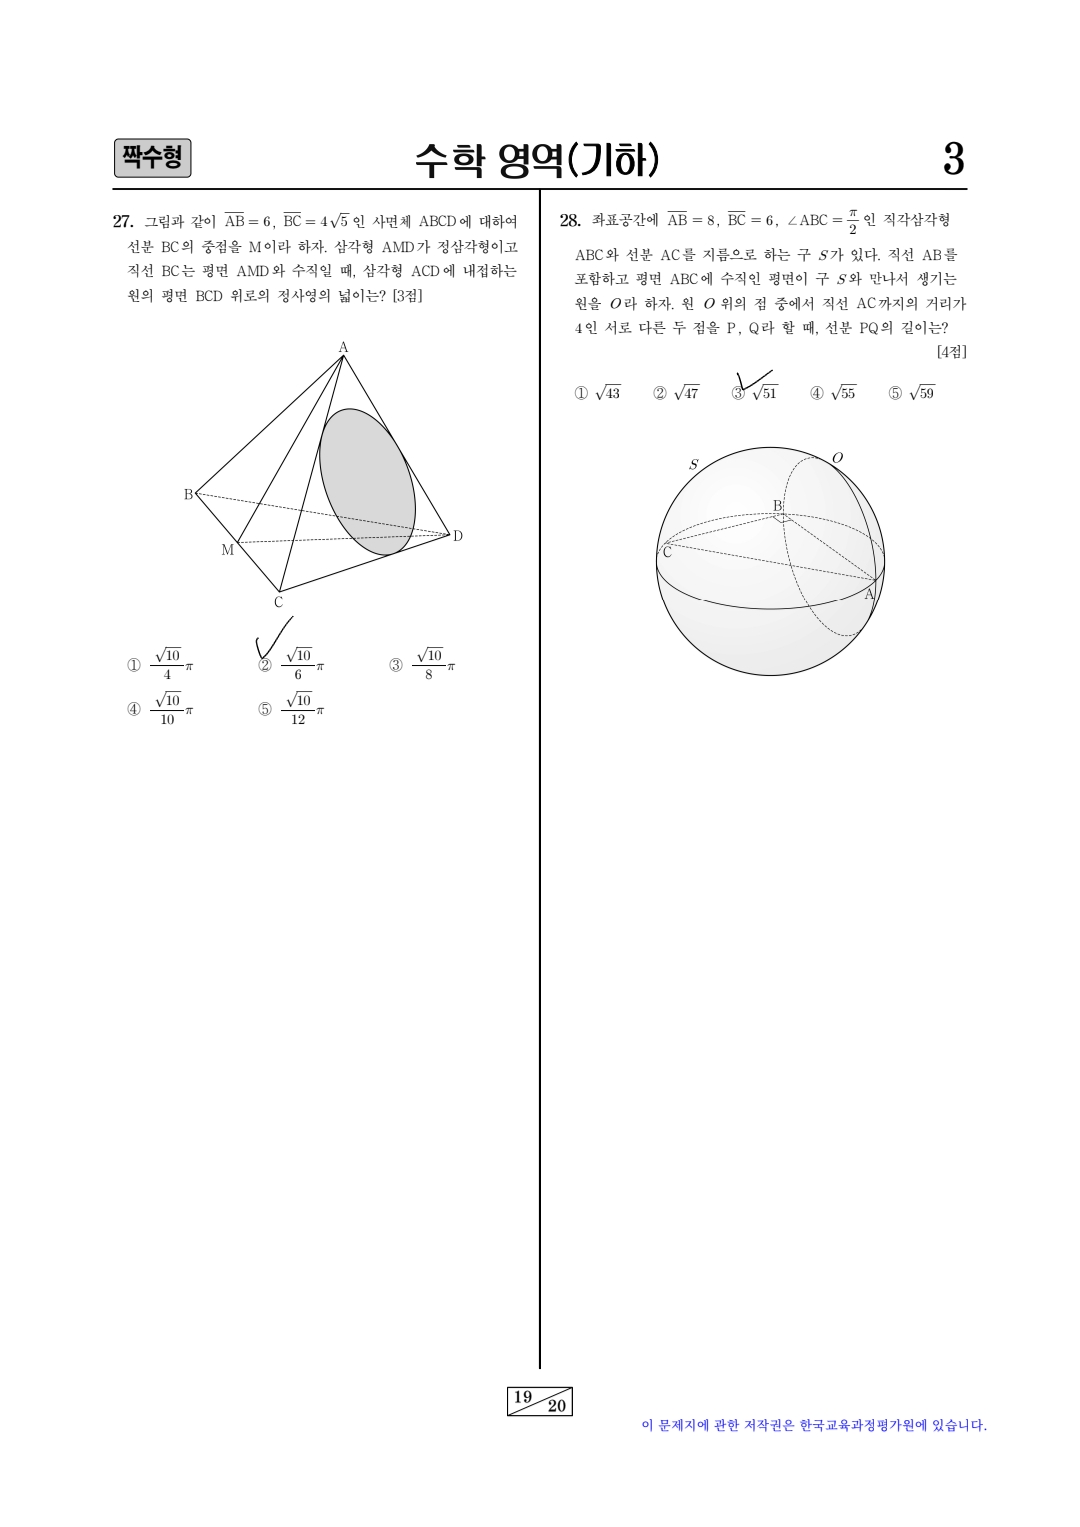 짝수형
수학 영역(기하)
3
27. 그림과 같이 $\overline{AB}=6$, $\overline{BC}=4\sqrt{5}$ 인 사면체 ABCD에 대하여
선분 BC의 중점을 M이라 하자. 삼각형 AMD가 정삼각형이고
직선 BC는 평면 AMD와 수직일 때, 삼각형 ACD에 내접하는
원의 평면 BCD 위로의 정사영의 넓이는? [3점]
A
B
M
D
C
① $\frac{\sqrt{10}}{4}\pi$ ② $\frac{\sqrt{10}}{6}\pi$ ③ $\frac{\sqrt{10}}{8}\pi$
④ $\frac{\sqrt{10}}{10}\pi$ ⑤ $\frac{\sqrt{10}}{12}\pi$
28. 좌표공간에 $\overline{AB}=8$, $\overline{BC}=6$, $\angle ABC=\frac{\pi}{2}$ 인 직각삼각형
ABC와 선분 AC를 지름으로 하는 구 S가 있다. 직선 AB를
포함하고 평면 ABC에 수직인 평면이 구 S와 만나서 생기는
원을 O라 하자. 원 O 위의 점 중에서 직선 AC까지의 거리가
4인 서로 다른 두 점을 P, Q라 할 때, 선분 PQ의 길이는?
[4점]
① $\sqrt{43}$ ② $\sqrt{47}$ ③ $\sqrt{51}$ ④ $\sqrt{55}$ ⑤ $\sqrt{59}$
S
O
B
C
A
19
20
이 문제지에 관한 저작권은 한국교육과정평가원에 있습니다.